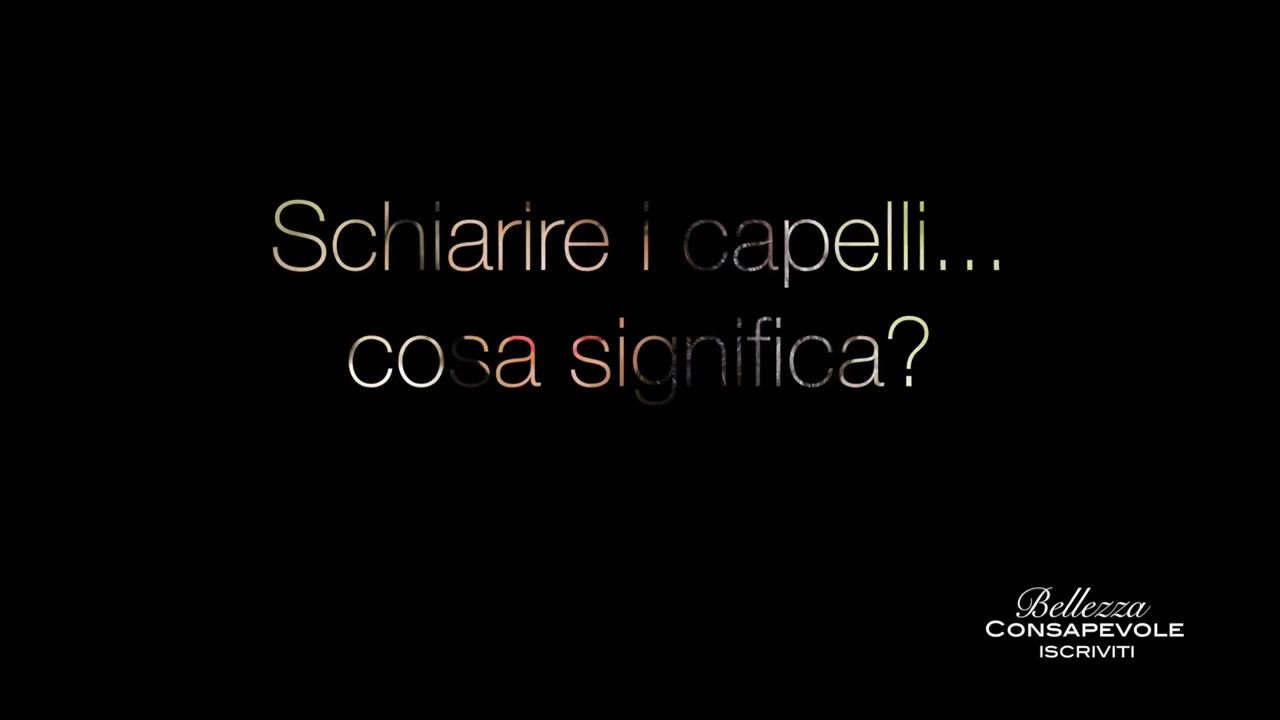 Schiarire i capelli...
cosa significa?
Bellezza
CONSAPEVOLE
ISCRIVITI